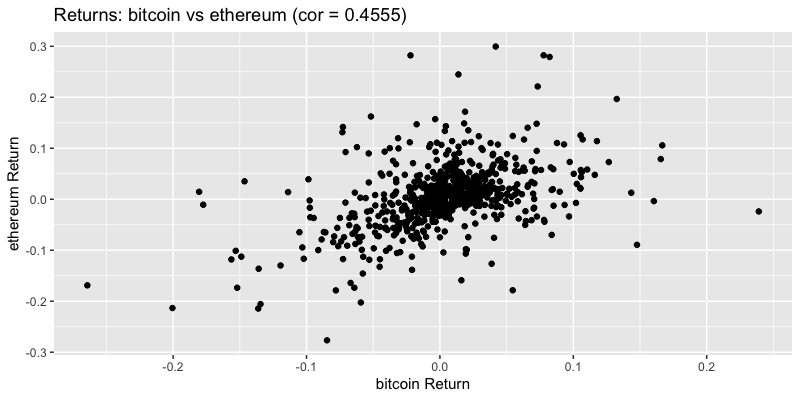 Returns: bitcoin vs ethereum (cor = 0.4555)
0.3
0.2
0.1
0.0
-0.1
-0.2
-0.3
ethereum Return
-0.2 -0.1 0.0 0.1 0.2
bitcoin Return